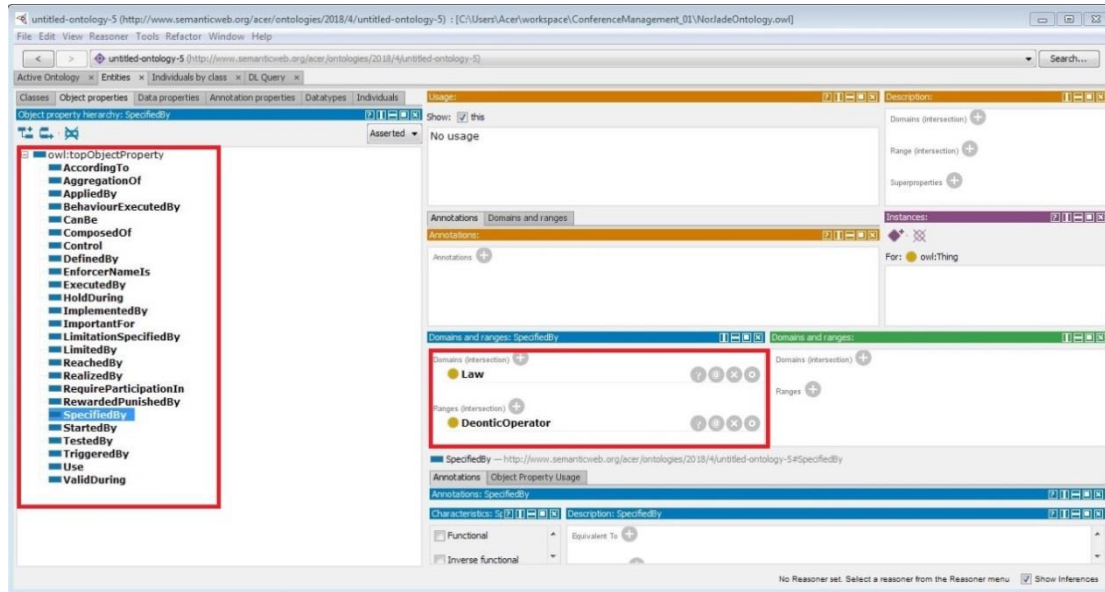 untitled-ontology-5 (http://www.semanticweb.org/acer/ontologies/2018/4/untitled-ontology-5) : [C:\Users\Acer\workspace\ConferenceManagement_01\NorJadeOntology.owl]
File Edit View Reasoner Tools Refactor Window Help
< > untitled-ontology-5 (http://www.semanticweb.org/acer/ontologies/2018/4/untitled-ontology-5) Search...
Active Ontology × Entities × Individuals by class × DL Query ×
Classes Object properties Data properties Annotation properties Datatypes Individuals
Object property hierarchy: SpecifiedBy
Asserted
owl:topObjectProperty
AccordingTo
AggregationOf
AppliedBy
BehaviourExecutedBy
CanBe
ComposedOf
Control
DefinedBy
EnforcerNameIs
ExecutedBy
HoldDuring
ImplementedBy
ImportantFor
LimitationSpecifiedBy
LimitedBy
ReachedBy
RealizedBy
RequireParticipationIn
RewardedPunishedBy
SpecifiedBy
StartedBy
TestedBy
TriggeredBy
Use
ValidDuring
Usage:
Show: this
No usage
Annotations Domains and ranges
Annotations:
Annotations
Domains and ranges: SpecifiedBy
Domains (intersection)
Law
Ranges (intersection)
DeonticOperator
SpecifiedBy — http://www.semanticweb.org/acer/ontologies/2018/4/untitled-ontology-5#SpecifiedBy
Annotations Object Property Usage
Annotations: SpecifiedBy
Characteristics:
Functional
Inverse functional
Description: SpecifiedBy
Equivalent To
Description:
Domains (intersection)
Range (intersection)
Superproperties
Instances:
For: owl:Thing
Domains and ranges:
Domains (intersection)
Ranges
No Reasoner set. Select a reasoner from the Reasoner menu Show Inferences